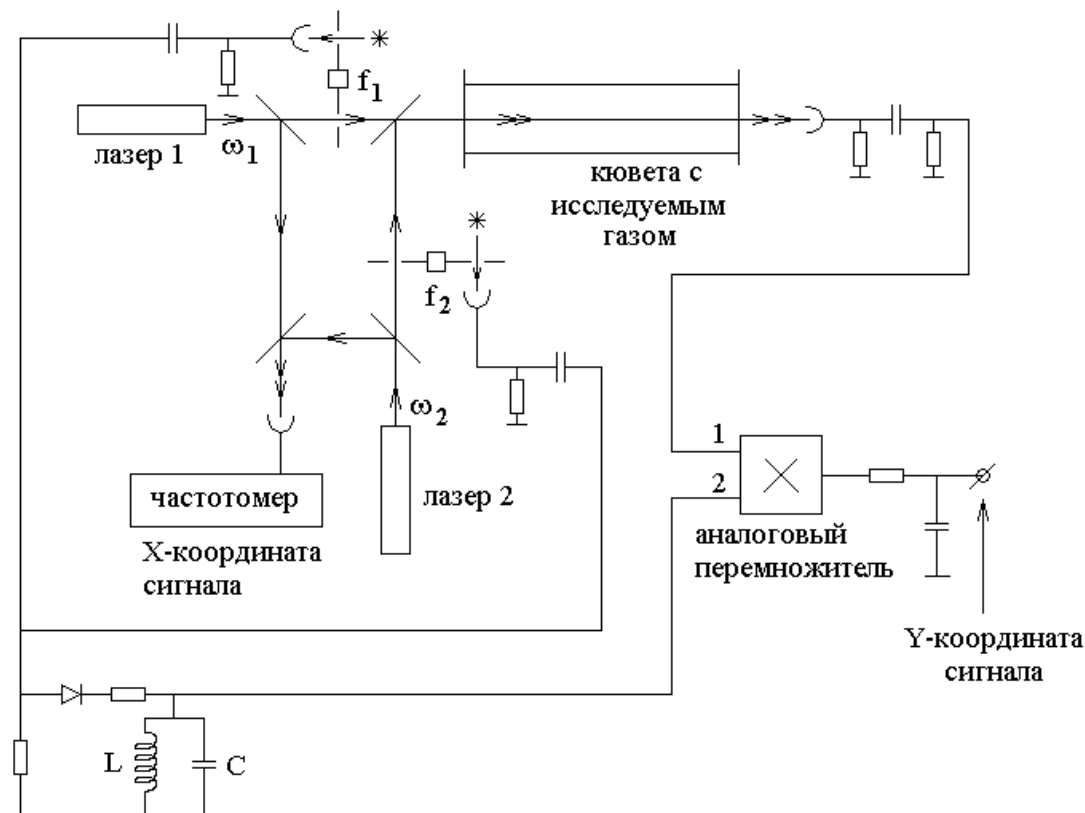 f₁
лазер 1
ω₁
кювета с
исследуемым
газом
f₂
ω₂
лазер 2
частотомер
X-координата
сигнала
1
2
аналоговый
перемножитель
Y-координата
сигнала
L
C